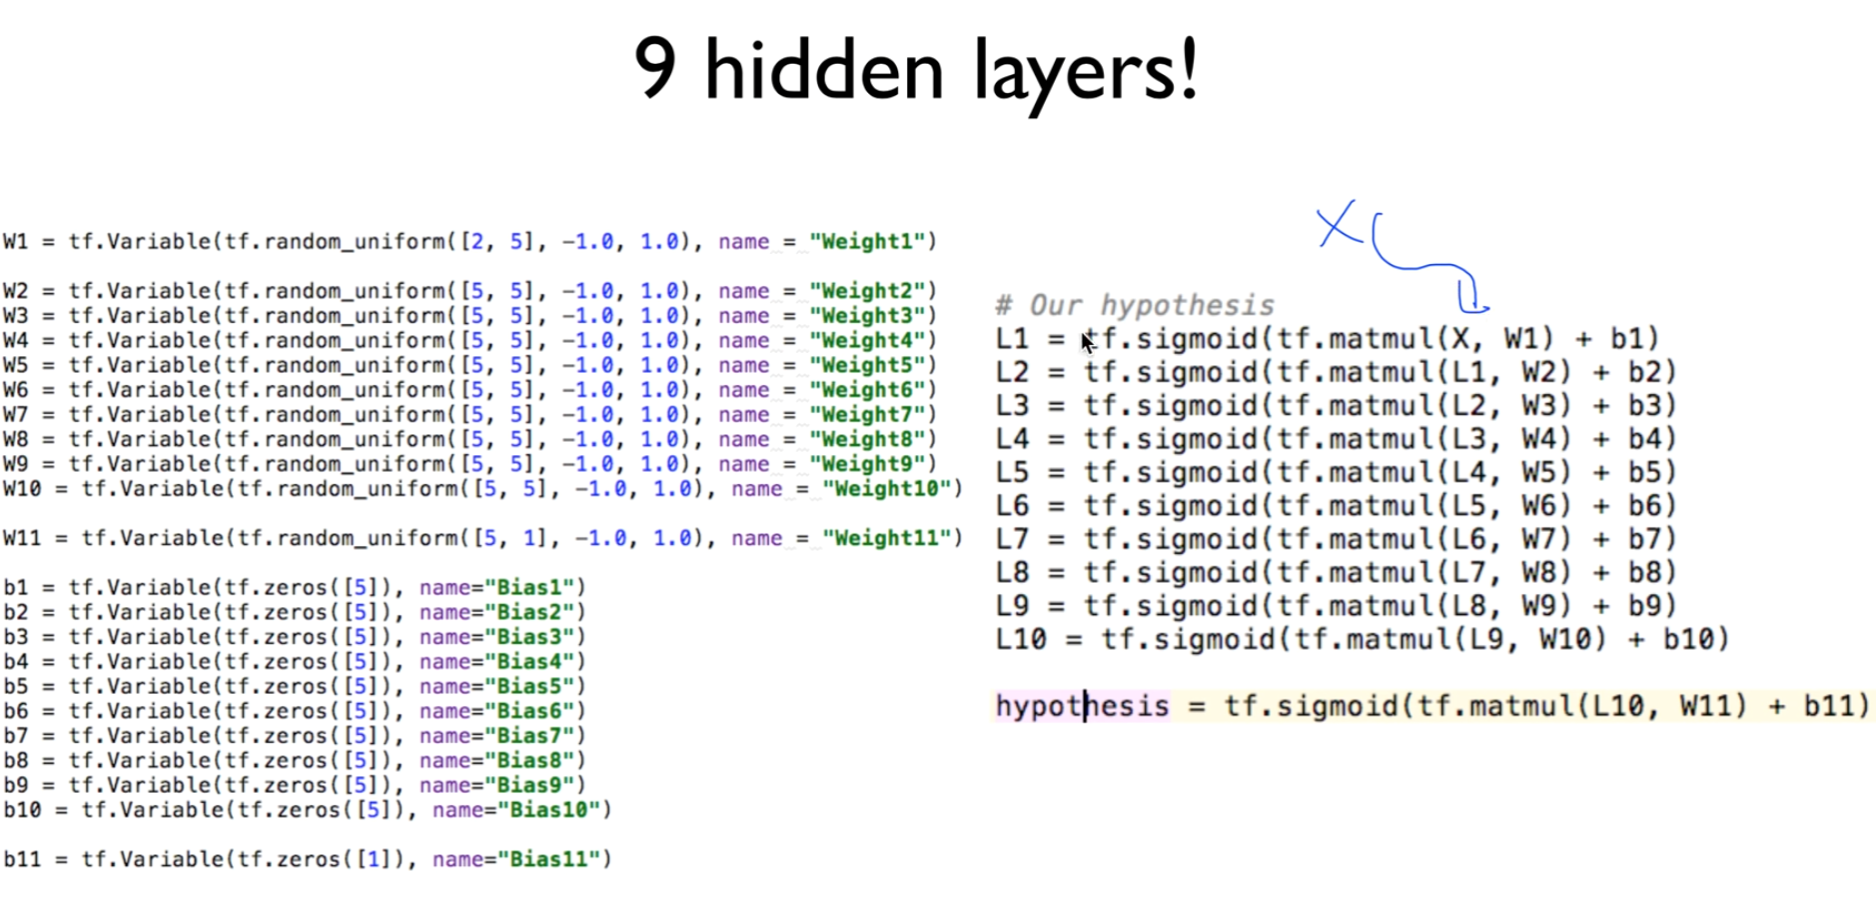 9 hidden layers!
W1 = tf.Variable(tf.random_uniform([2, 5], -1.0, 1.0), name = "Weight1")
W2 = tf.Variable(tf.random_uniform([5, 5], -1.0, 1.0), name = "Weight2")
W3 = tf.Variable(tf.random_uniform([5, 5], -1.0, 1.0), name = "Weight3")
W4 = tf.Variable(tf.random_uniform([5, 5], -1.0, 1.0), name = "Weight4")
W5 = tf.Variable(tf.random_uniform([5, 5], -1.0, 1.0), name = "Weight5")
W6 = tf.Variable(tf.random_uniform([5, 5], -1.0, 1.0), name = "Weight6")
W7 = tf.Variable(tf.random_uniform([5, 5], -1.0, 1.0), name = "Weight7")
W8 = tf.Variable(tf.random_uniform([5, 5], -1.0, 1.0), name = "Weight8")
W9 = tf.Variable(tf.random_uniform([5, 5], -1.0, 1.0), name = "Weight9")
W10 = tf.Variable(tf.random_uniform([5, 5], -1.0, 1.0), name = "Weight10")
W11 = tf.Variable(tf.random_uniform([5, 1], -1.0, 1.0), name = "Weight11")
b1 = tf.Variable(tf.zeros([5]), name="Bias1")
b2 = tf.Variable(tf.zeros([5]), name="Bias2")
b3 = tf.Variable(tf.zeros([5]), name="Bias3")
b4 = tf.Variable(tf.zeros([5]), name="Bias4")
b5 = tf.Variable(tf.zeros([5]), name="Bias5")
b6 = tf.Variable(tf.zeros([5]), name="Bias6")
b7 = tf.Variable(tf.zeros([5]), name="Bias7")
b8 = tf.Variable(tf.zeros([5]), name="Bias8")
b9 = tf.Variable(tf.zeros([5]), name="Bias9")
b10 = tf.Variable(tf.zeros([5]), name="Bias10")
b11 = tf.Variable(tf.zeros([1]), name="Bias11")
X
# Our hypothesis
L1 = tf.sigmoid(tf.matmul(X, W1) + b1)
L2 = tf.sigmoid(tf.matmul(L1, W2) + b2)
L3 = tf.sigmoid(tf.matmul(L2, W3) + b3)
L4 = tf.sigmoid(tf.matmul(L3, W4) + b4)
L5 = tf.sigmoid(tf.matmul(L4, W5) + b5)
L6 = tf.sigmoid(tf.matmul(L5, W6) + b6)
L7 = tf.sigmoid(tf.matmul(L6, W7) + b7)
L8 = tf.sigmoid(tf.matmul(L7, W8) + b8)
L9 = tf.sigmoid(tf.matmul(L8, W9) + b9)
L10 = tf.sigmoid(tf.matmul(L9, W10) + b10)
hypothesis = tf.sigmoid(tf.matmul(L10, W11) + b11)